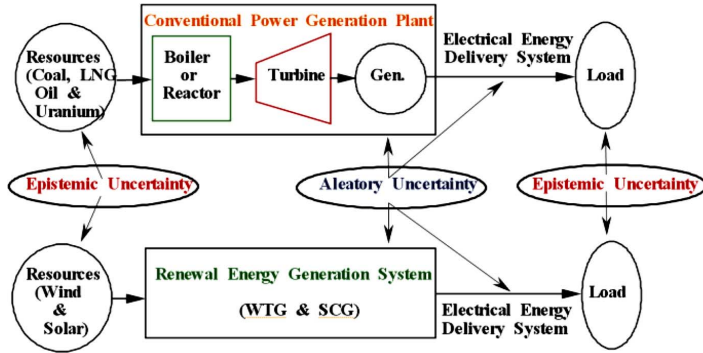 Conventional Power Generation Plant
Resources
(Coal, LNG
Oil &
Uranium)
Boiler
or
Reactor
Turbine
Gen.
Electrical Energy
Delivery System
Load
Epistemic Uncertainty
Aleatory Uncertainty
Epistemic Uncertainty
Resources
(Wind
&
Solar)
Renewal Energy Generation System
(WTG & SCG)
Electrical Energy
Delivery System
Load